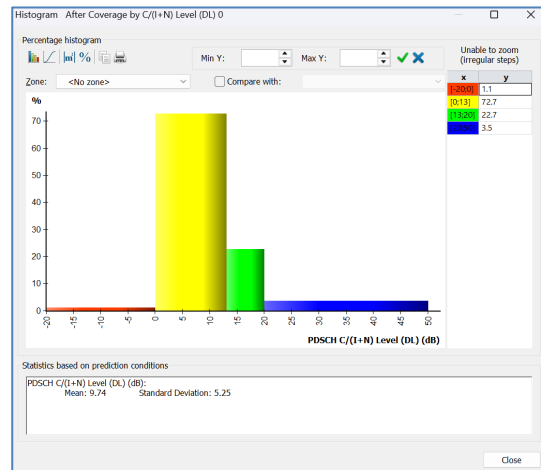 Histogram After Coverage by C/(I+N) Level (DL) 0
Percentage histogram
Min Y:
Max Y:
Unable to zoom
(irregular steps)
Zone: <No zone>
Compare with:
x y
[-20;0] 1.1
[0;13] 72.7
[13;20] 22.7
3.5
%
70
60
50
40
30
20
10
0
-20 -15 -10 -5 0 5 10 15 20 25 30 35 40 45 50
PDSCH C/(I+N) Level (DL) (dB)
Statistics based on prediction conditions
PDSCH C/(I+N) Level (DL) (dB):
Mean: 9.74 Standard Deviation: 5.25
Close